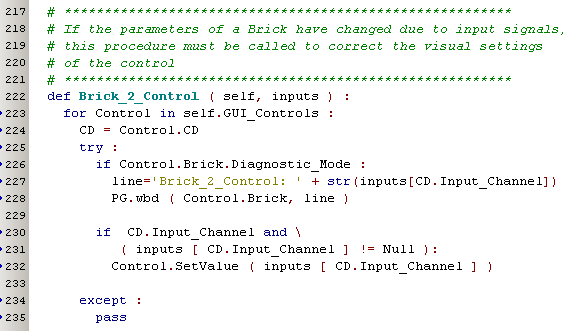 217 # ********************************************************
218 # If the parameters of a Brick have changed due to input signals,
219 # this procedure must be called to correct the visual settings
220 # of the control
221 # ********************************************************
222 def Brick_2_Control ( self, inputs ) :
223 for Control in self.GUI_Controls :
224 CD = Control.CD
225 try :
226 if Control.Brick.Diagnostic_Mode :
227 line='Brick_2_Control: ' + str(inputs[CD.Input_Channel])
228 PG.wbd ( Control.Brick, line )
229
230 if CD.Input_Channel and \
231 ( inputs [ CD.Input_Channel ] != Null ):
232 Control.SetValue ( inputs [ CD.Input_Channel ] )
233
234 except :
235 pass